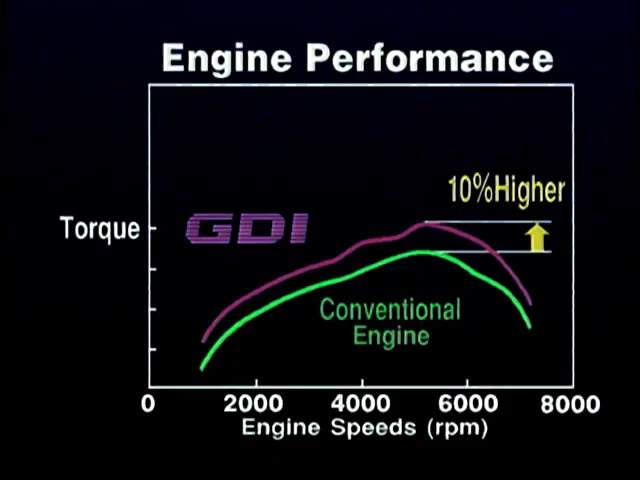 Engine Performance
10%Higher
Torque
GDI
Conventional
Engine
0 2000 4000 6000 8000
Engine Speeds (rpm)